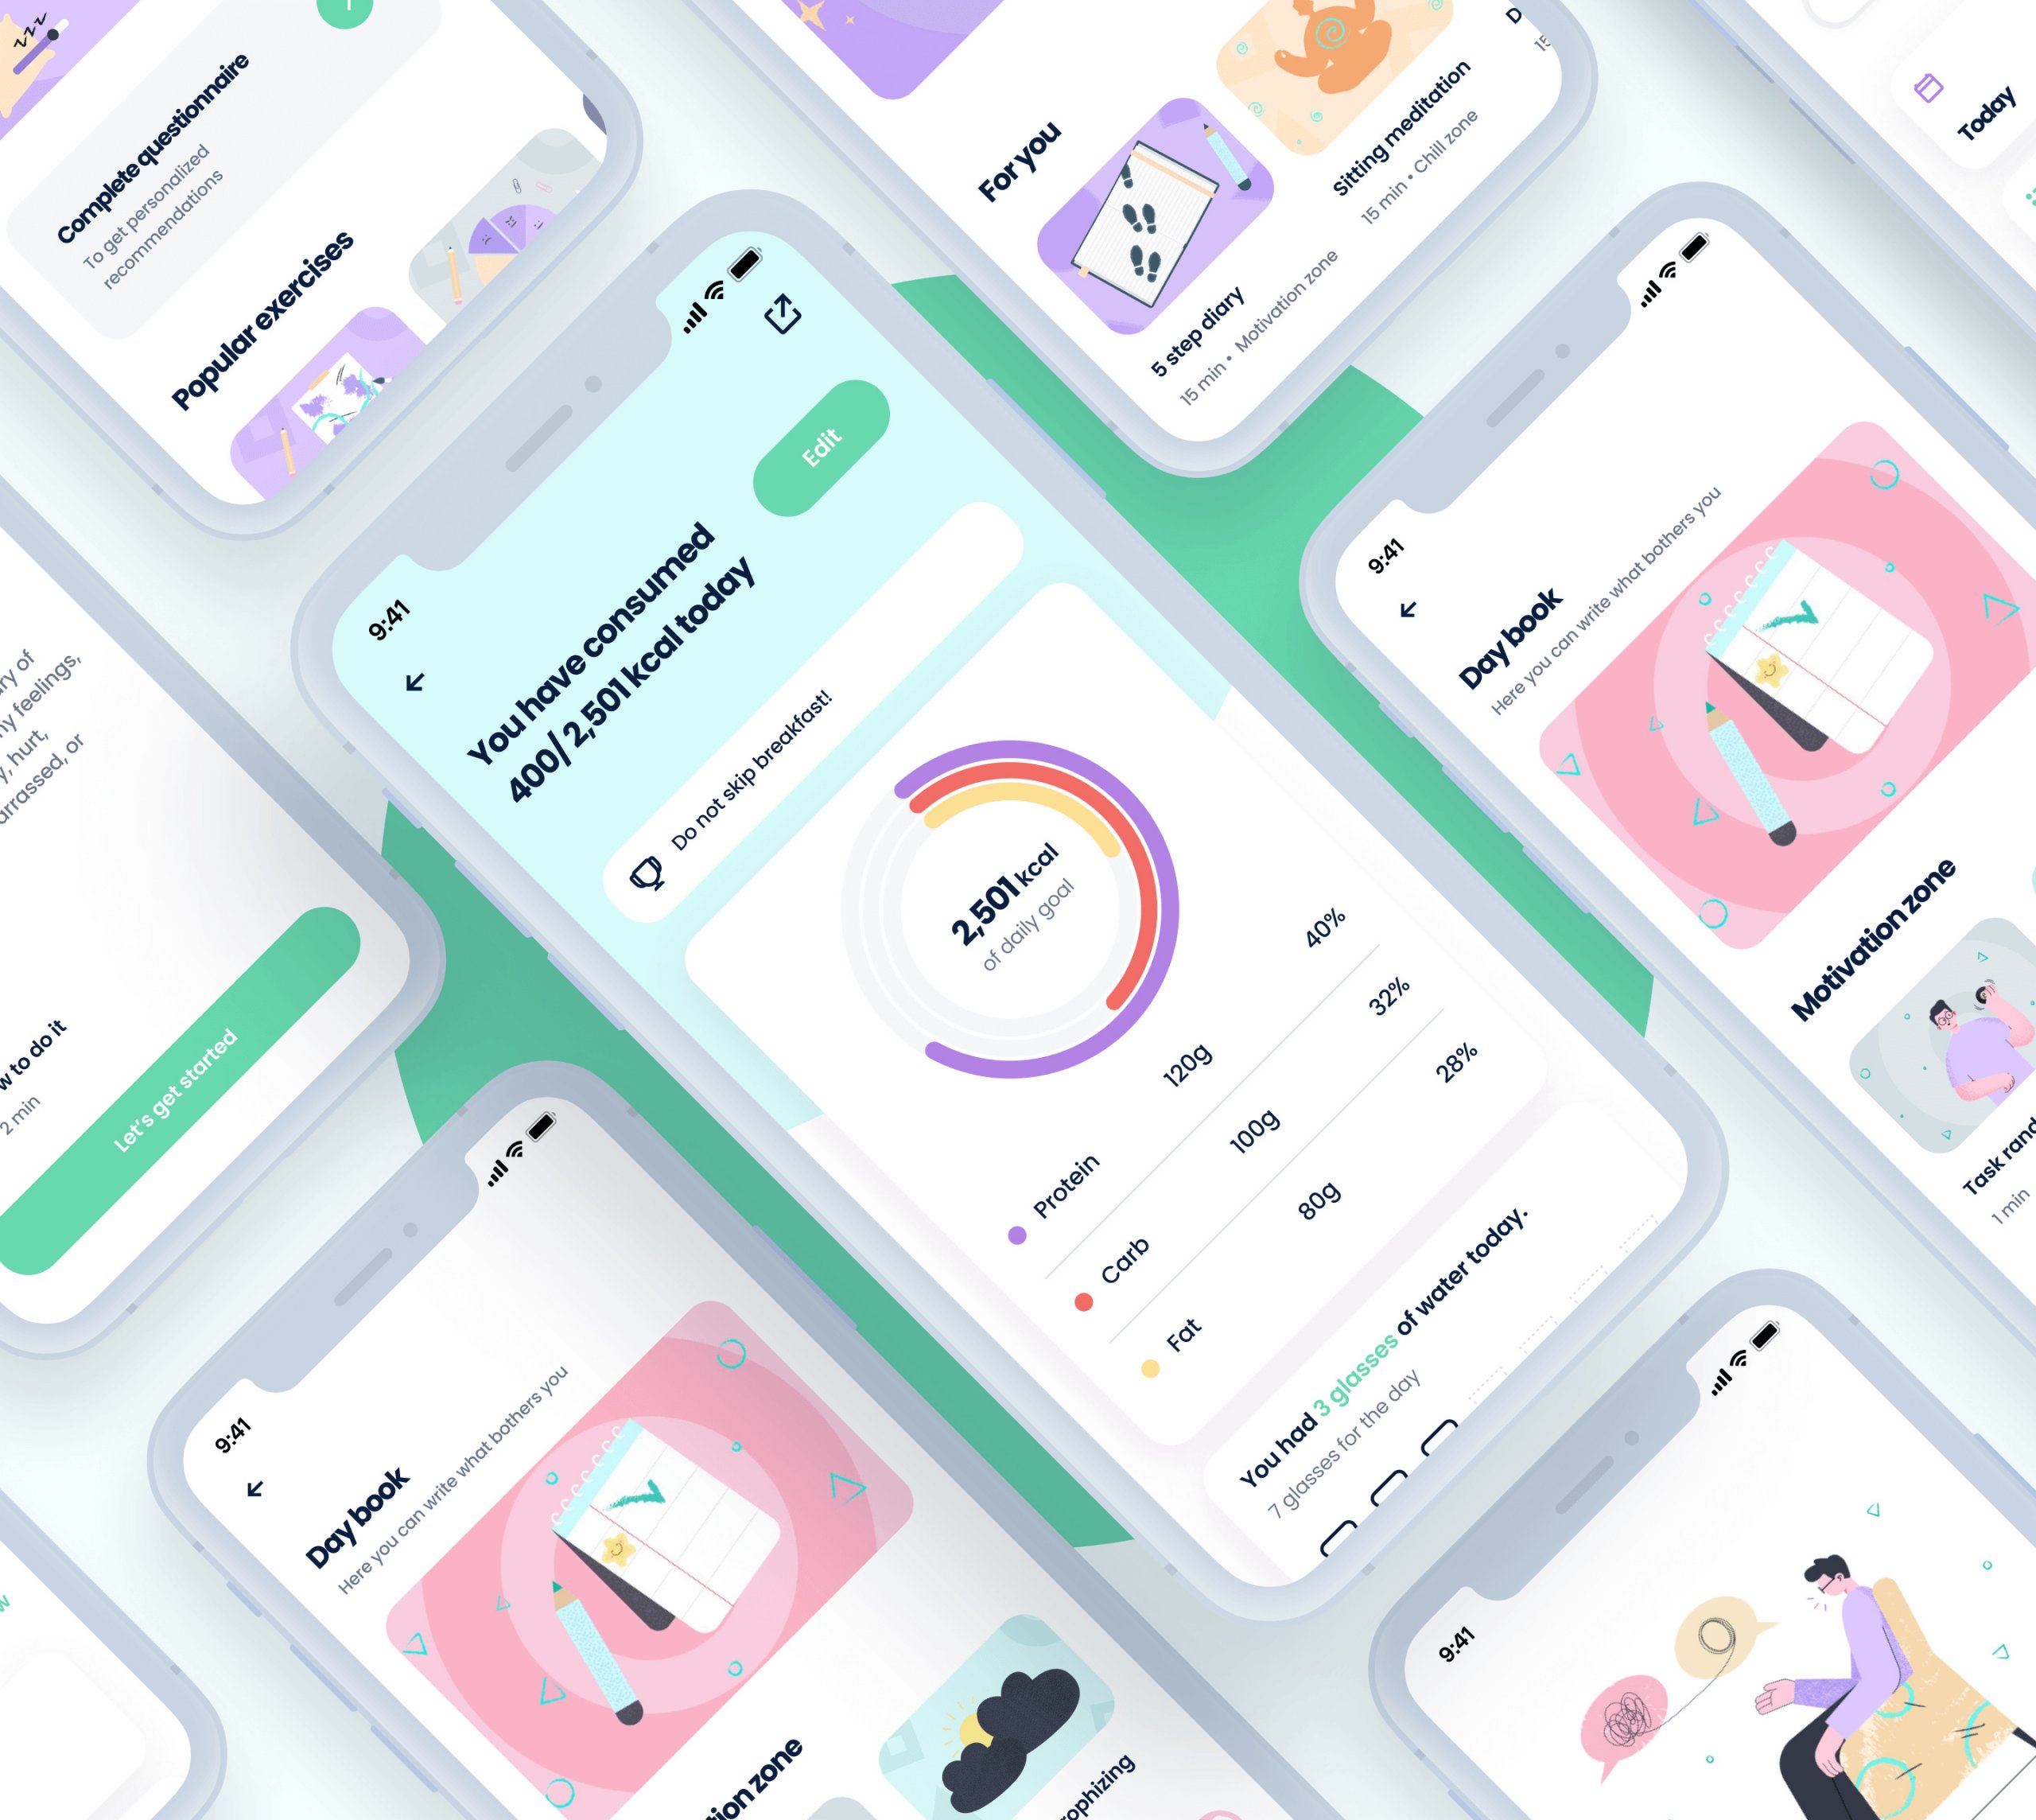 Complete questionnaire
To get personalized
recommendations
Popular exercises
For you
5 step diary
15 min • Motivation zone
Sitting meditation
15 min • Chill zone
D
15
Today
9:41
You have consumed
400/2,501 kcal today
Edit
Do not skip breakfast!
2,501 kcal
of daily goal
Protein 120g 40%
Carb 100g 32%
Fat 80g 28%
You had 3 glasses of water today.
7 glasses for the day
9:41
Day book
Here you can write what bothers you
Motivation zone
Task rand
1 min
ry of
ny feelings,
y, hurt,
arrassed, or
w to do it
2 min
Let's get started
9:41
Day book
Here you can write what bothers you
tion zone
rophizing
9:41